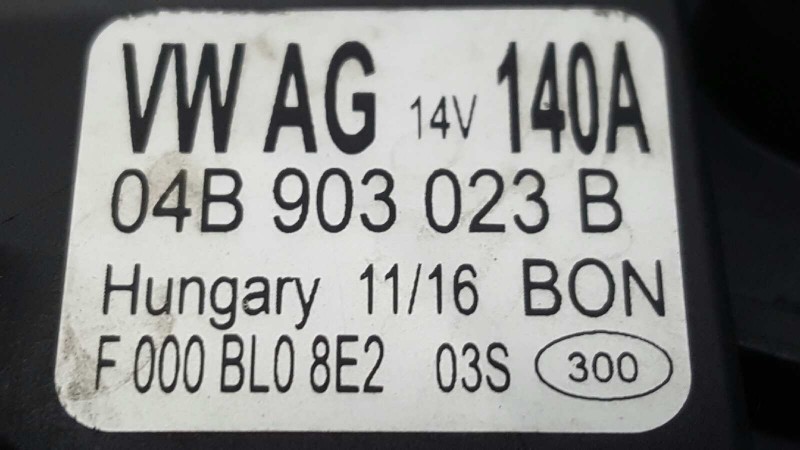 VW AG 14V 140A
04B 903 023 B
Hungary 11/16 BON
F 000 BL0 8E2 03S 300